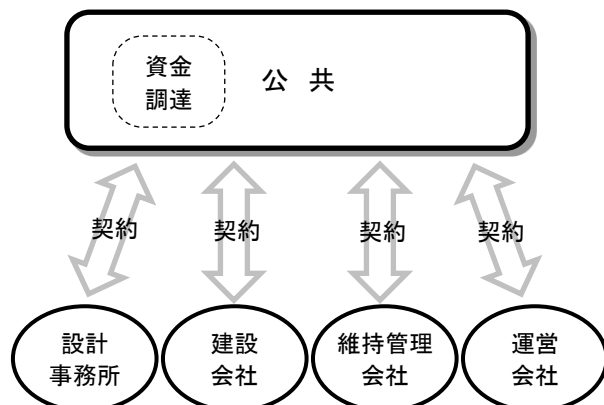 資金
調達
公 共
契約
契約
契約
契約
設計
事務所
建設
会社
維持管理
会社
運営
会社